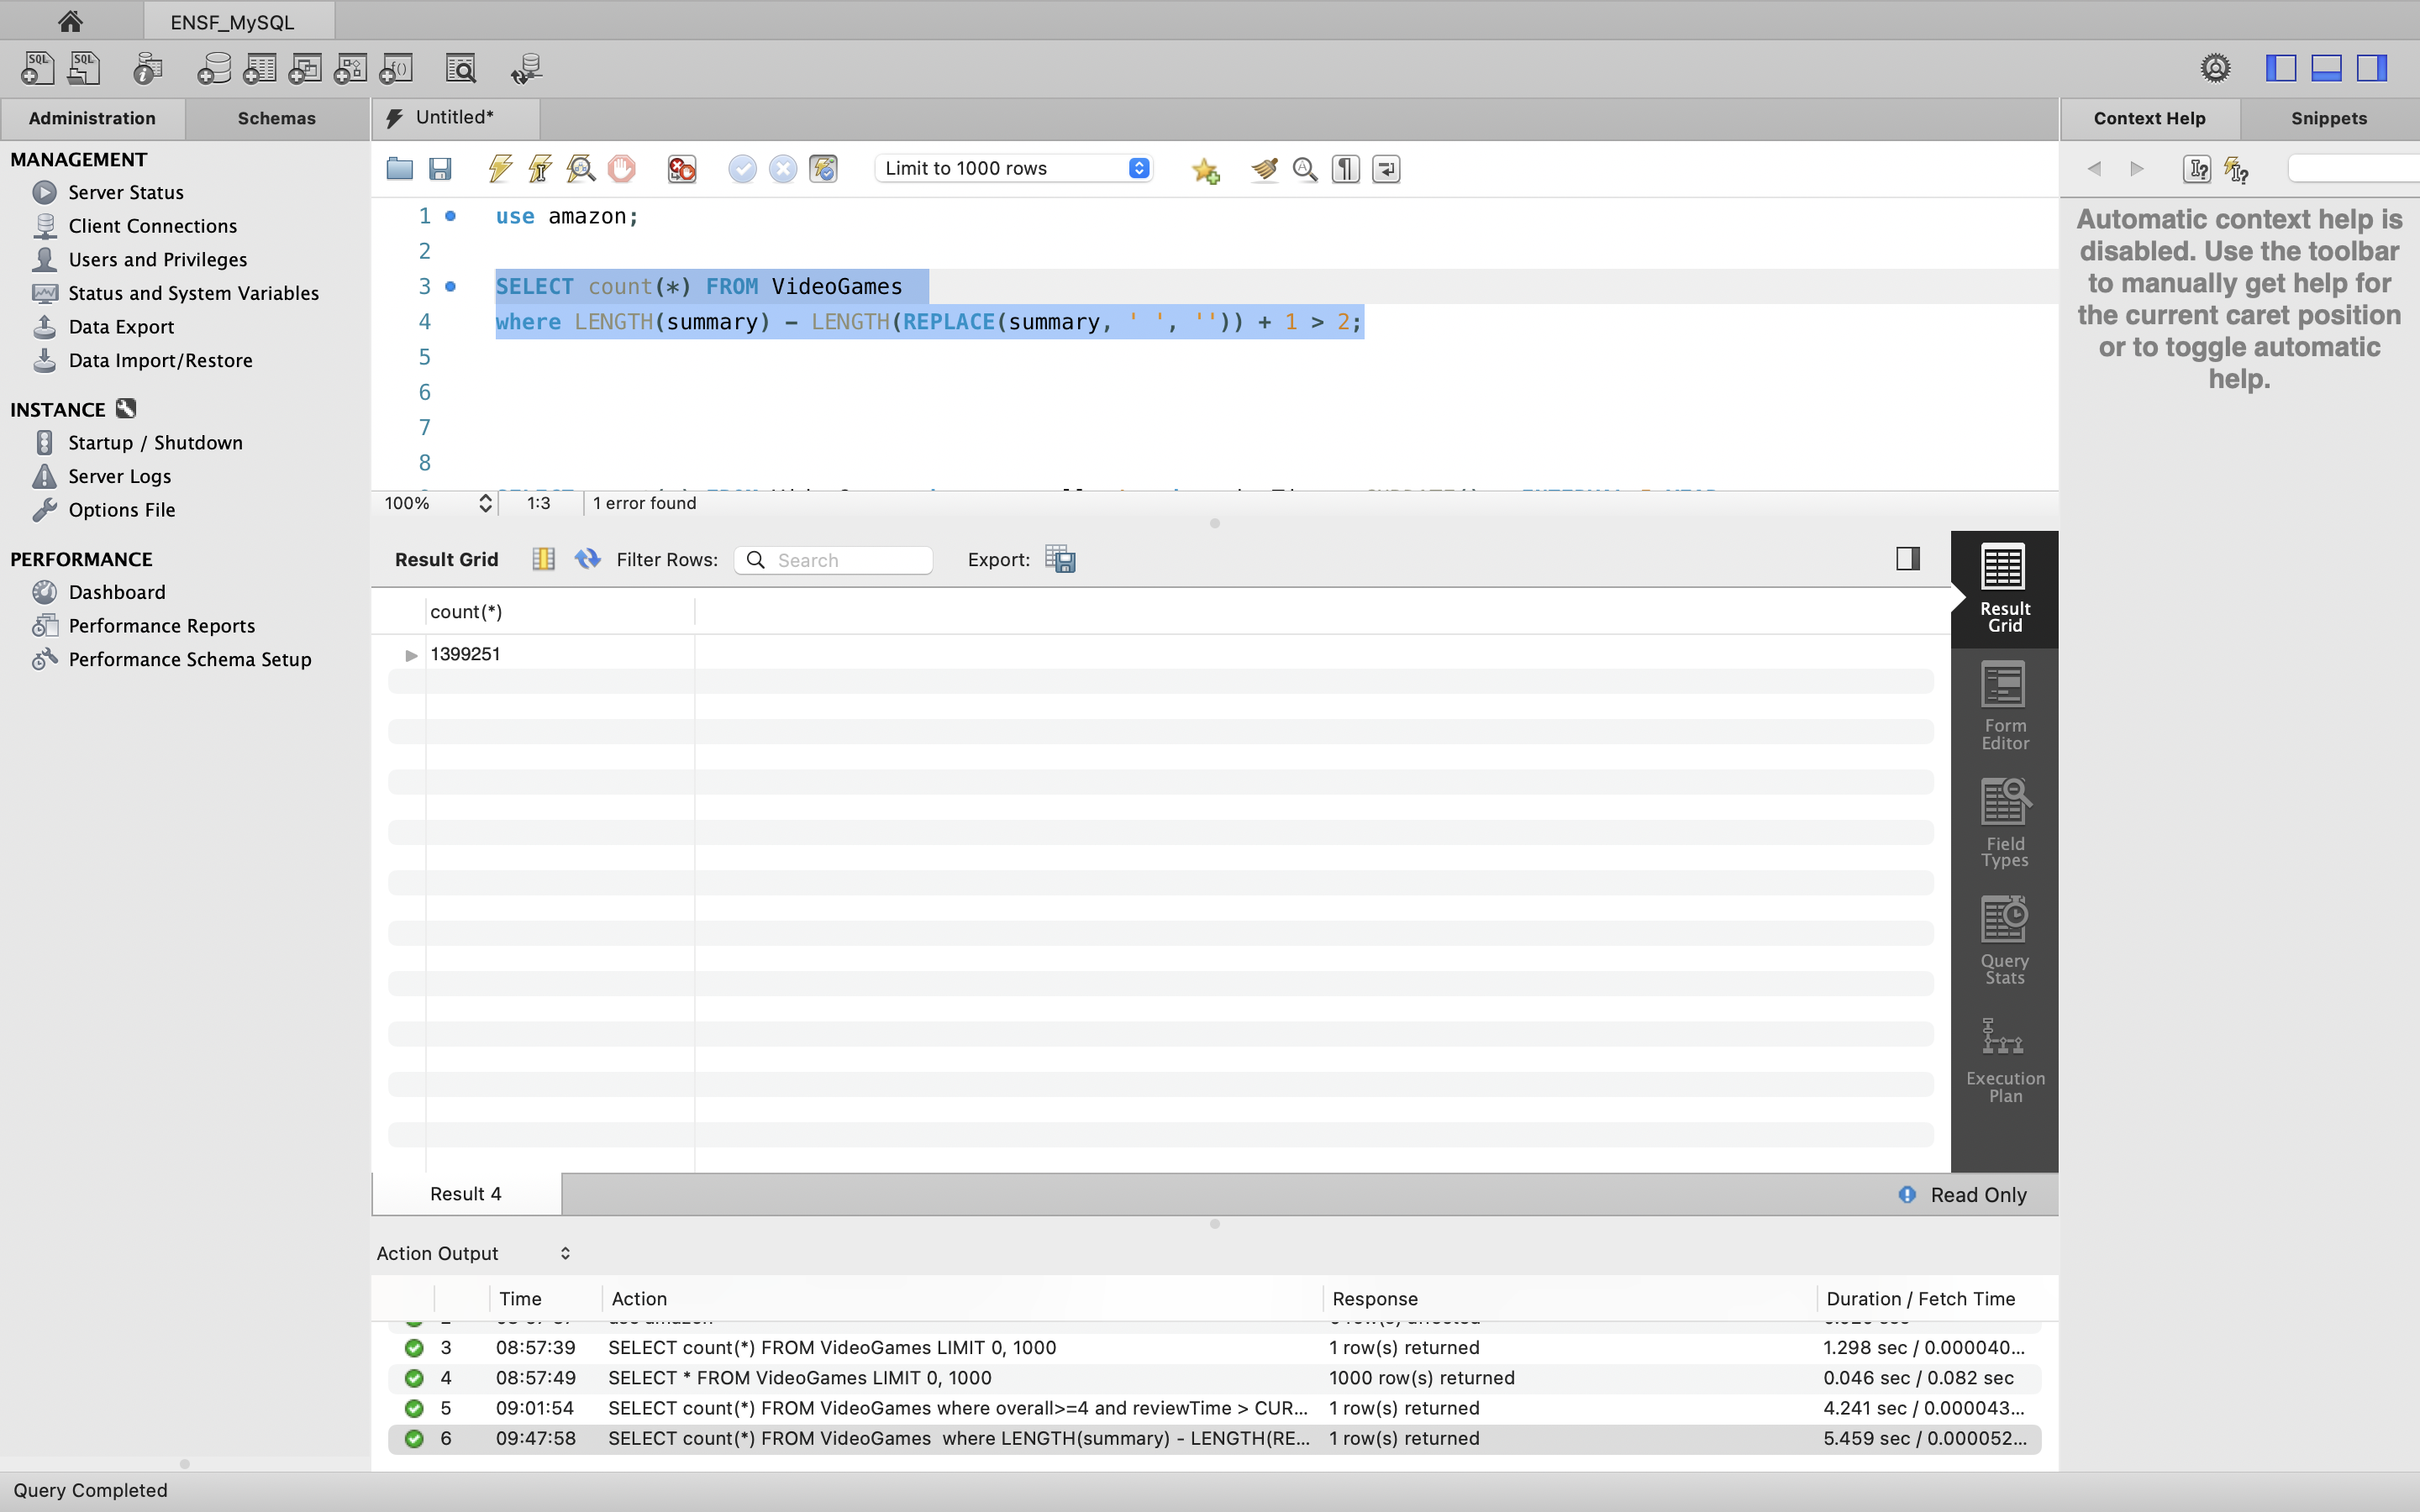 ENSF_MySQL
SQL SQL
Administration Schemas
Untitled*
Context Help Snippets
MANAGEMENT
Server Status
Client Connections
Users and Privileges
Status and System Variables
Data Export
Data Import/Restore
INSTANCE
Startup / Shutdown
Server Logs
Options File
PERFORMANCE
Dashboard
Performance Reports
Performance Schema Setup
Limit to 1000 rows
1 use amazon;
2
3 SELECT count(*) FROM VideoGames
4 where LENGTH(summary) - LENGTH(REPLACE(summary, ' ', '')) + 1 > 2;
5
6
7
8
100% 1:3 1 error found
Automatic context help is
disabled. Use the toolbar
to manually get help for
the current caret position
or to toggle automatic
help.
Result Grid Filter Rows: Search Export:
count(*)
1399251
Result
Grid
Form
Editor
Field
Types
Query
Stats
Execution
Plan
Result 4
Read Only
Action Output
Time Action Response Duration / Fetch Time
3 08:57:39 SELECT count(*) FROM VideoGames LIMIT 0, 1000 1 row(s) returned 1.298 sec / 0.000040...
4 08:57:49 SELECT * FROM VideoGames LIMIT 0, 1000 1000 row(s) returned 0.046 sec / 0.082 sec
5 09:01:54 SELECT count(*) FROM VideoGames where overall>=4 and reviewTime > CUR... 1 row(s) returned 4.241 sec / 0.000043...
6 09:47:58 SELECT count(*) FROM VideoGames  where LENGTH(summary) - LENGTH(RE... 1 row(s) returned 5.459 sec / 0.000052...
Query Completed